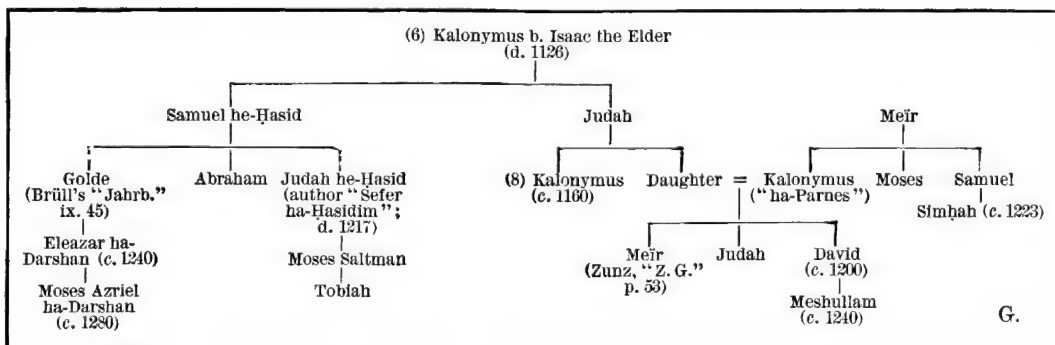 (6) Kalonymus b. Isaac the Elder
(d. 1126)
Samuel he-Ḥasid
Judah
Meïr
Golde
(Brüll's "Jahrb."
ix. 45)
Abraham
Judah he-Ḥasid
(author "Sefer
ha-Ḥasidim";
d. 1217)
(8) Kalonymus
(c. 1160)
Daughter
=
Kalonymus
("ha-Parnes")
Moses
Samuel
Simḥah (c. 1223)
Eleazar ha-
Darshan (c. 1240)
Moses Saltman
Meïr
(Zunz, "Z. G."
p. 53)
Judah
David
(c. 1200)
Moses Azriel
ha-Darshan
(c. 1280)
Tobiah
Meshullam
(c. 1240)
G.